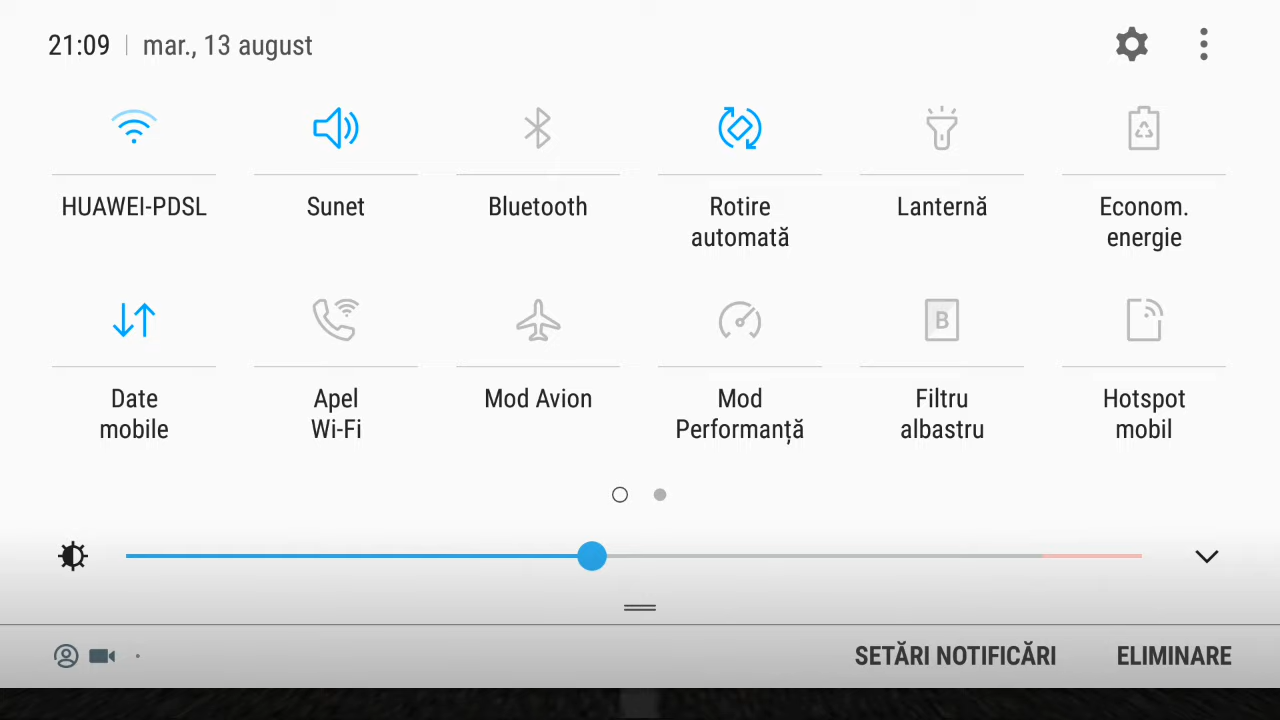 21:09 mar., 13 august
HUAWEI-PDSL
Sunet
Bluetooth
Rotire
automată
Lanternă
Econom.
energie
Date
mobile
Apel
Wi-Fi
Mod Avion
Mod
Performanță
B
Filtru
albastru
Hotspot
mobil
SETĂRI NOTIFICĂRI ELIMINARE